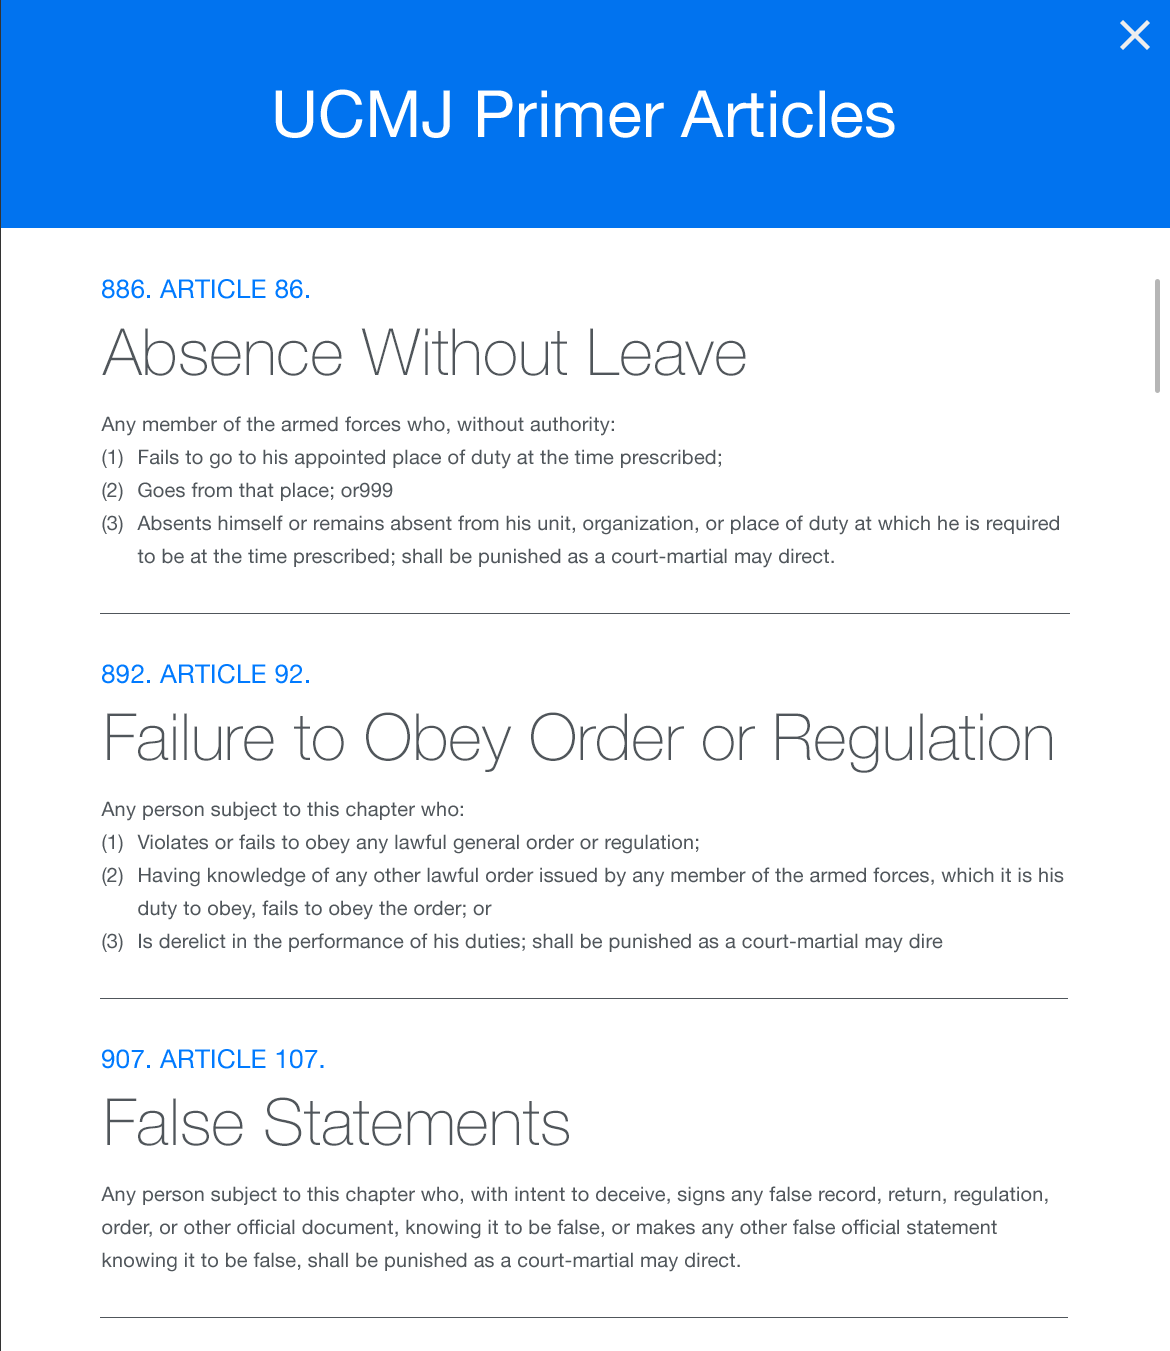 UCMJ Primer Articles
886. ARTICLE 86.
Absence Without Leave
Any member of the armed forces who, without authority:
(1) Fails to go to his appointed place of duty at the time prescribed;
(2) Goes from that place; or999
(3) Absents himself or remains absent from his unit, organization, or place of duty at which he is required
to be at the time prescribed; shall be punished as a court-martial may direct.
892. ARTICLE 92.
Failure to Obey Order or Regulation
Any person subject to this chapter who:
(1) Violates or fails to obey any lawful general order or regulation;
(2) Having knowledge of any other lawful order issued by any member of the armed forces, which it is his
duty to obey, fails to obey the order; or
(3) Is derelict in the performance of his duties; shall be punished as a court-martial may dire
907. ARTICLE 107.
False Statements
Any person subject to this chapter who, with intent to deceive, signs any false record, return, regulation,
order, or other official document, knowing it to be false, or makes any other false official statement
knowing it to be false, shall be punished as a court-martial may direct.